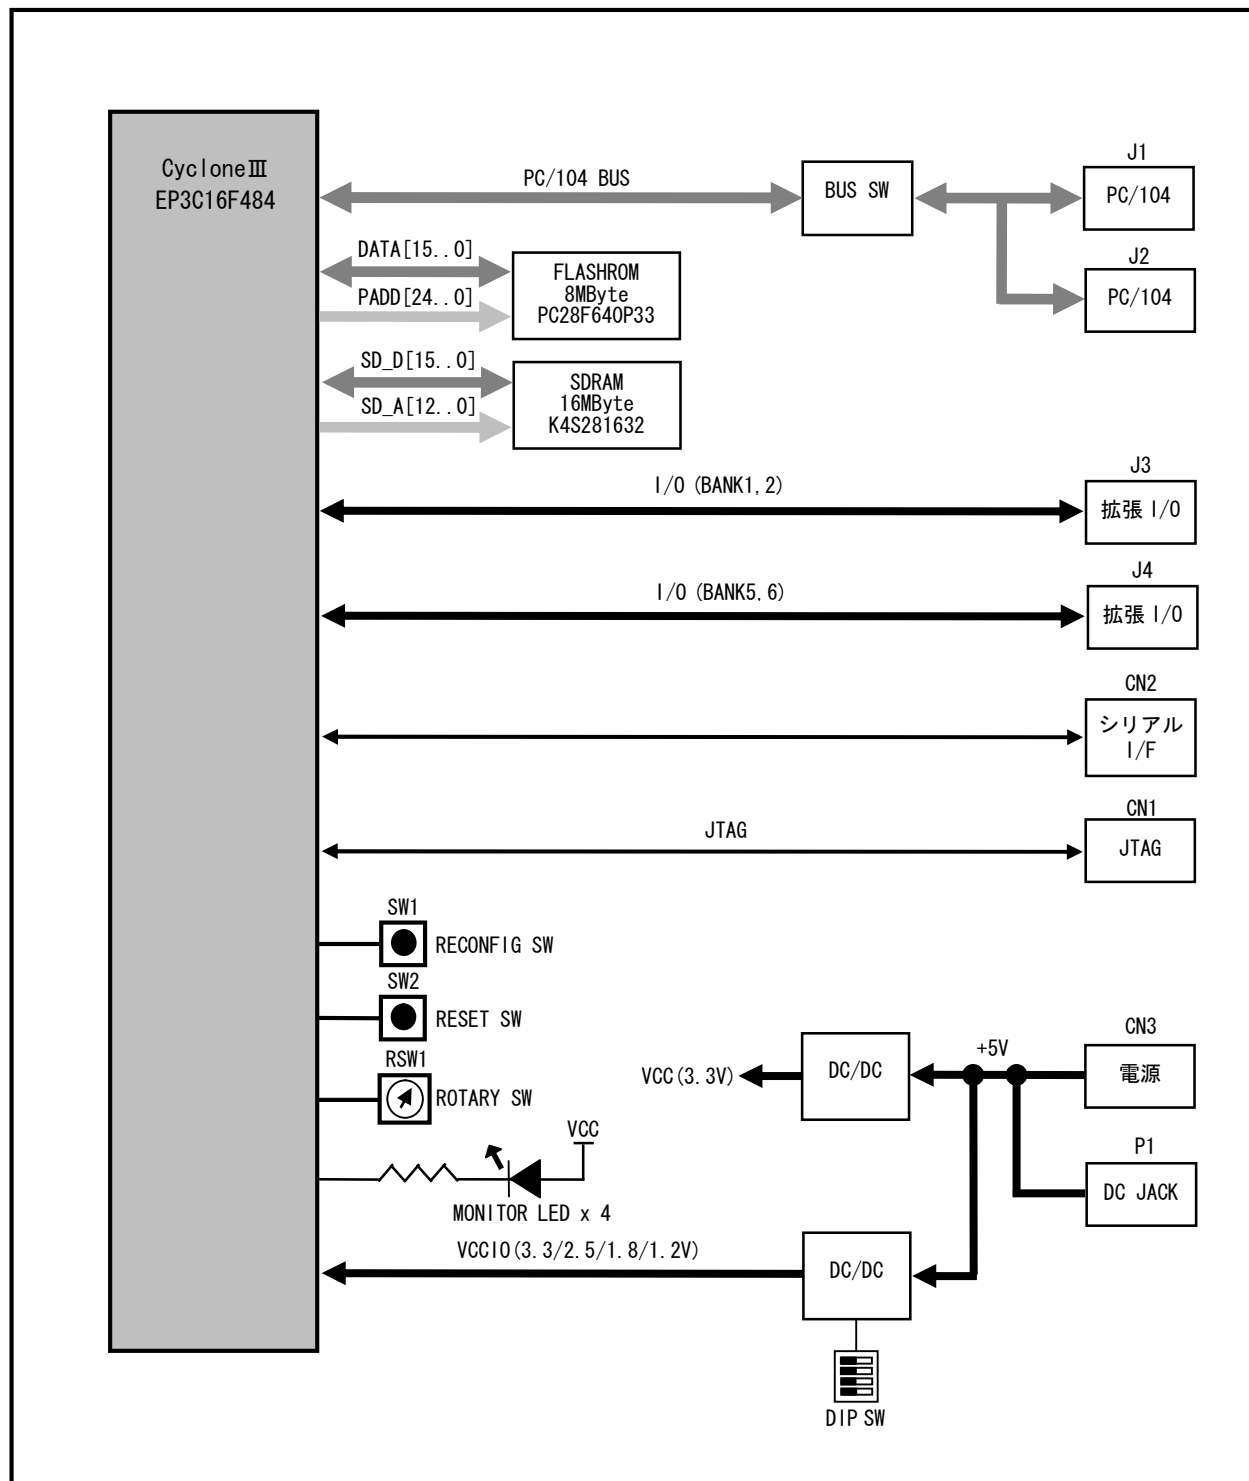 CycloneⅢ
EP3C16F484
PC/104 BUS
BUS SW
J1
PC/104
J2
PC/104
DATA[15..0]
PADD[24..0]
FLASHROM
8MByte
PC28F640P33
SD_D[15..0]
SD_A[12..0]
SDRAM
16MByte
K4S281632
I/O (BANK1,2)
J3
拡張 I/O
I/O (BANK5,6)
J4
拡張 I/O
CN2
シリアル
I/F
JTAG
CN1
JTAG
SW1
RECONFIG SW
SW2
RESET SW
RSW1
ROTARY SW
VCC
MONITOR LED x 4
VCC(3.3V)
DC/DC
+5V
CN3
電源
P1
DC JACK
VCCIO(3.3/2.5/1.8/1.2V)
DC/DC
DIP SW